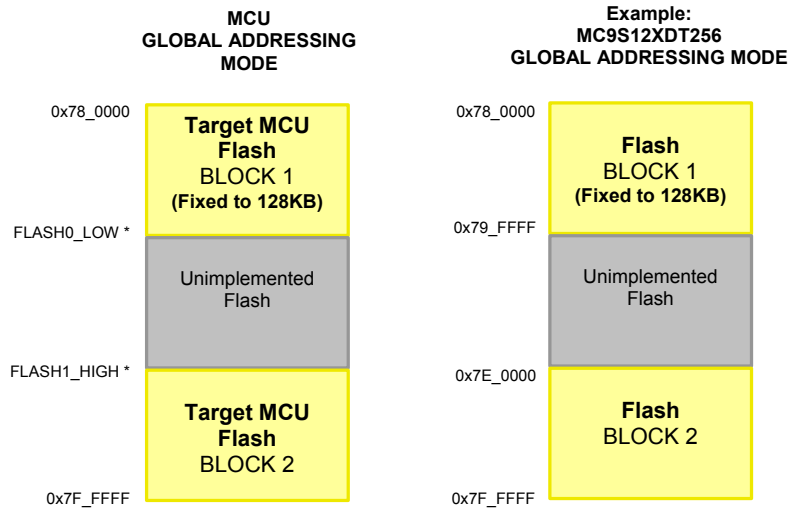 MCU
GLOBAL ADDRESSING
MODE
0x78_0000
Target MCU
Flash
BLOCK 1
(Fixed to 128KB)
FLASH0_LOW *
Unimplemented
Flash
FLASH1_HIGH *
Target MCU
Flash
BLOCK 2
0x7F_FFFF
Example:
MC9S12XDT256
GLOBAL ADDRESSING MODE
0x78_0000
Flash
BLOCK 1
(Fixed to 128KB)
0x79_FFFF
Unimplemented
Flash
0x7E_0000
Flash
BLOCK 2
0x7F_FFFF